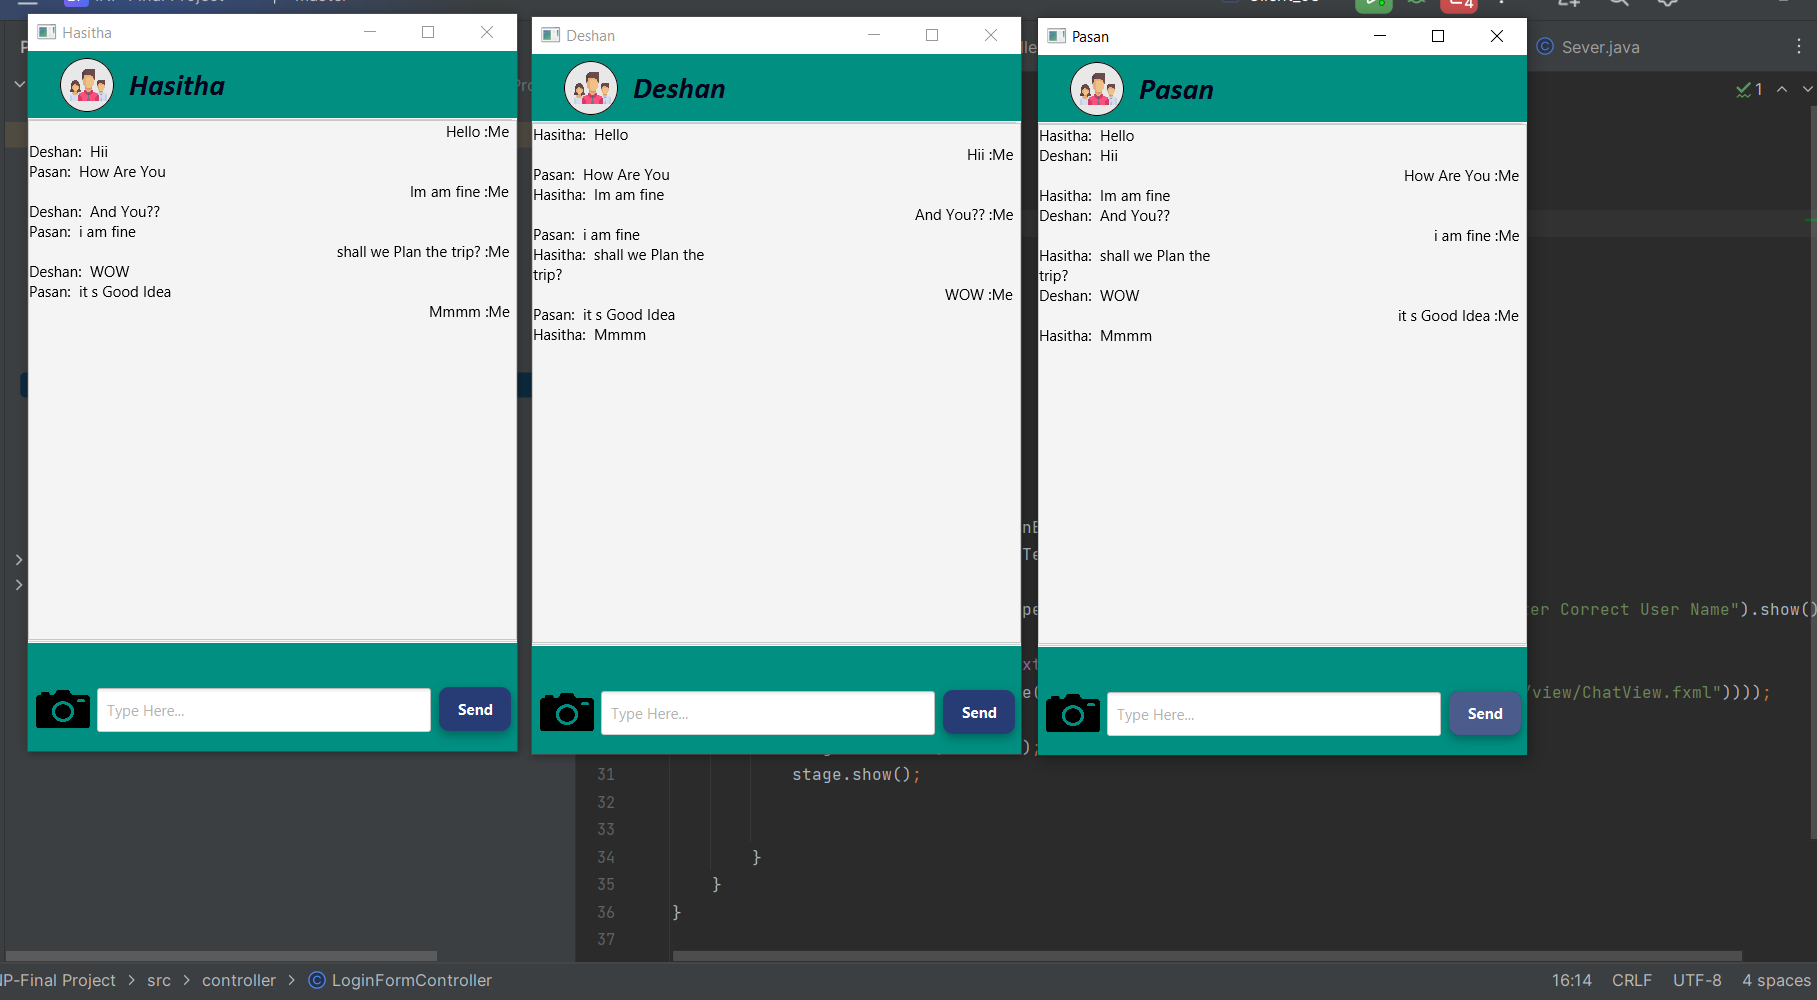 Hasitha
Hasitha
Hello :Me
Deshan:  Hii
Pasan:  How Are You
Im am fine :Me
Deshan:  And You??
Pasan:  i am fine
shall we Plan the trip? :Me
Deshan:  WOW
Pasan:  it s Good Idea
Mmmm :Me
Type Here...
Send
Deshan
Deshan
Hasitha:  Hello
Hii :Me
Pasan:  How Are You
Hasitha:  Im am fine
And You?? :Me
Pasan:  i am fine
Hasitha:  shall we Plan the
trip?
WOW :Me
Pasan:  it s Good Idea
Hasitha:  Mmmm
Type Here...
Send
Pasan
Pasan
Hasitha:  Hello
Deshan:  Hii
How Are You :Me
Hasitha:  Im am fine
Deshan:  And You??
i am fine :Me
Hasitha:  shall we Plan the
trip?
Deshan:  WOW
it s Good Idea :Me
Hasitha:  Mmmm
Type Here...
Send
4
Sever.java
1
er Correct User Name").show()
/view/ChatView.fxml"))));
);
31 stage.show();
32
33
34 }
35 }
36 }
37
NP-Final Project > src > controller > LoginFormController
16:14 CRLF UTF-8 4 spaces